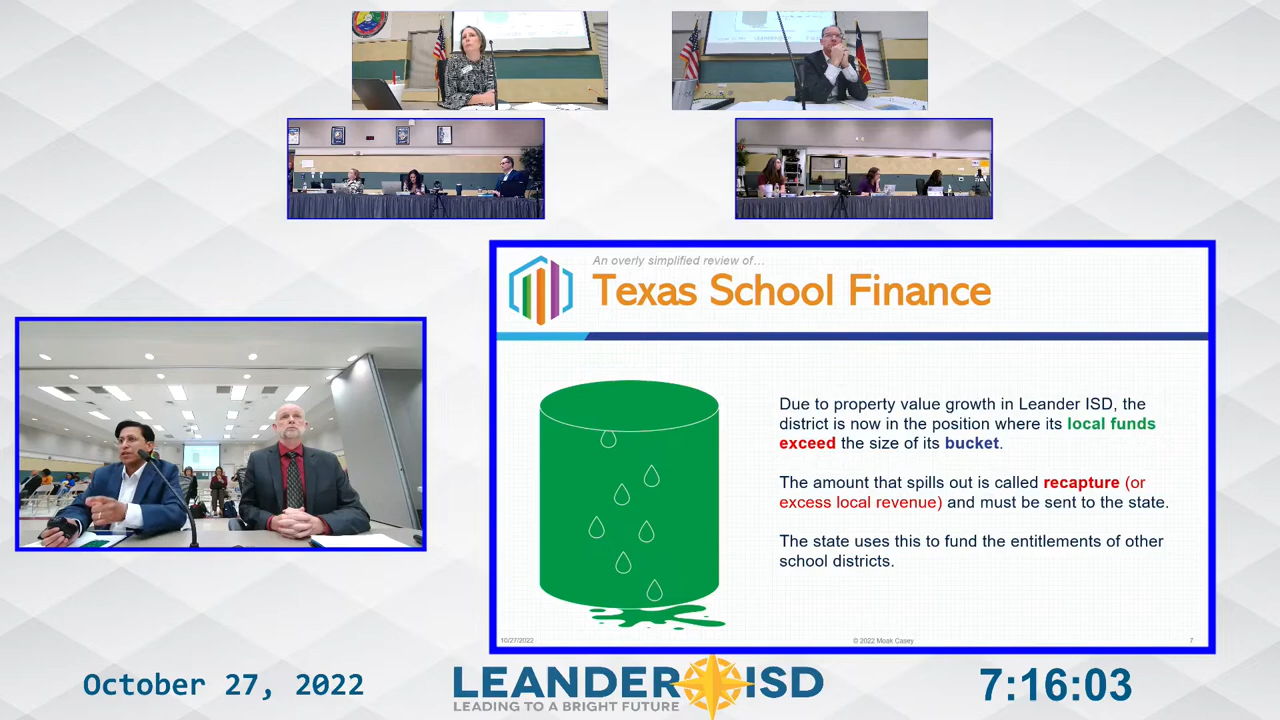 An overly simplified review of...
Texas School Finance
Due to property value growth in Leander ISD, the
district is now in the position where its local funds
exceed the size of its bucket.
The amount that spills out is called recapture (or
excess local revenue) and must be sent to the state.
The state uses this to fund the entitlements of other
school districts.
10/27/2022
© 2022 Moak Casey
7
October 27, 2022
LEANDER ISD
LEADING TO A BRIGHT FUTURE
7:16:03